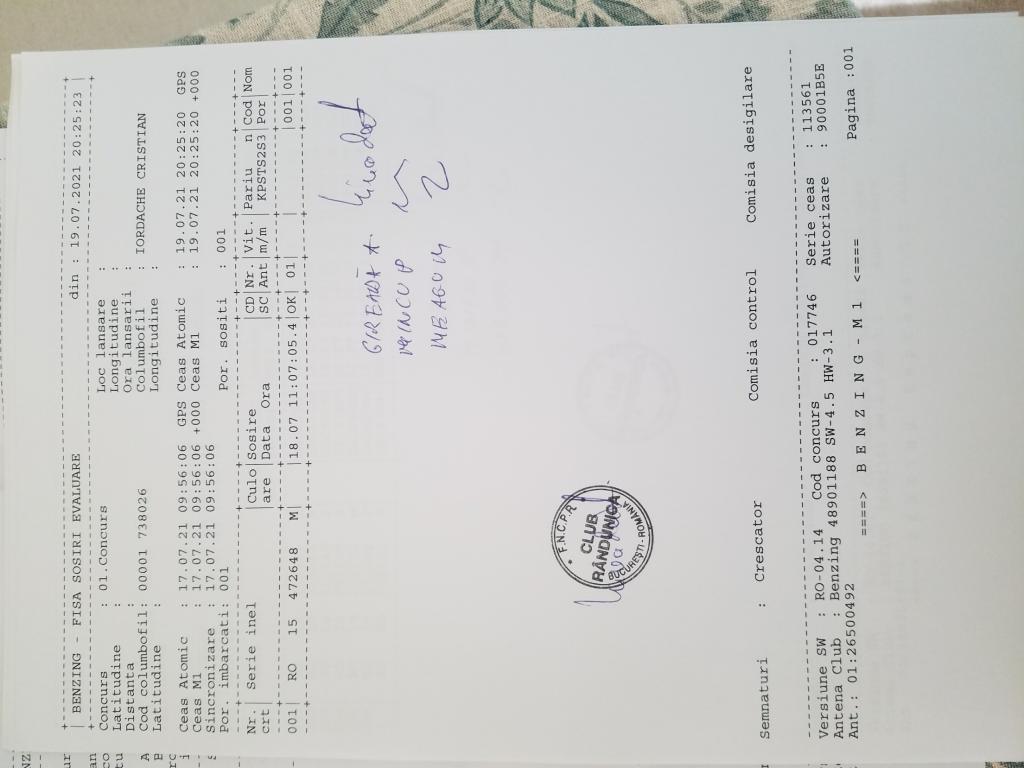 BENZING - FISA SOSIRI EVALUARE din : 19.07.2021 20:25:23
Concurs : 01.Concurs Loc lansare :
Latitudine : Longitudine :
Distanta : Ora lansarii :
Cod columbofil: 00001 738026 Columbofil : IORDACHE CRISTIAN
Latitudine : Longitudine :
Ceas Atomic : 17.07.21 09:56:06 GPS Ceas Atomic : 19.07.21 20:25:20 GPS
Ceas M1 : 17.07.21 09:56:06 +000 Ceas M1 : 19.07.21 20:25:20 +000
Sincronizare : 17.07.21 09:56:06
Por. imbarcati: 001 Por. sositi : 001
Nr.| Serie inel |Culo|Sosire |CD|Nr.|Vit.|Pariu n|Cod|Nom
crt| |are |Data Ora |SC|Ant|m/m |KPSTS2S3|Por|
001| RO 15 472648 M| |18.07 11:07:05.4|OK| 01| | |001|001
F.N.C.P.R.
CLUB
RÂNDUNICA
BUCUREȘTI-ROMANIA
Semnaturi : Crescator Comisia control Comisia desigilare
Versiune SW : RO-04.14 Cod concurs : 017746 Serie ceas : 113561
Antena Club : Benzing 48901188 SW-4.5 HW-3.1 Autorizare : 90001B5E
Ant.: 01:26500492
====> B E N Z I N G - M 1 <==== Pagina :001